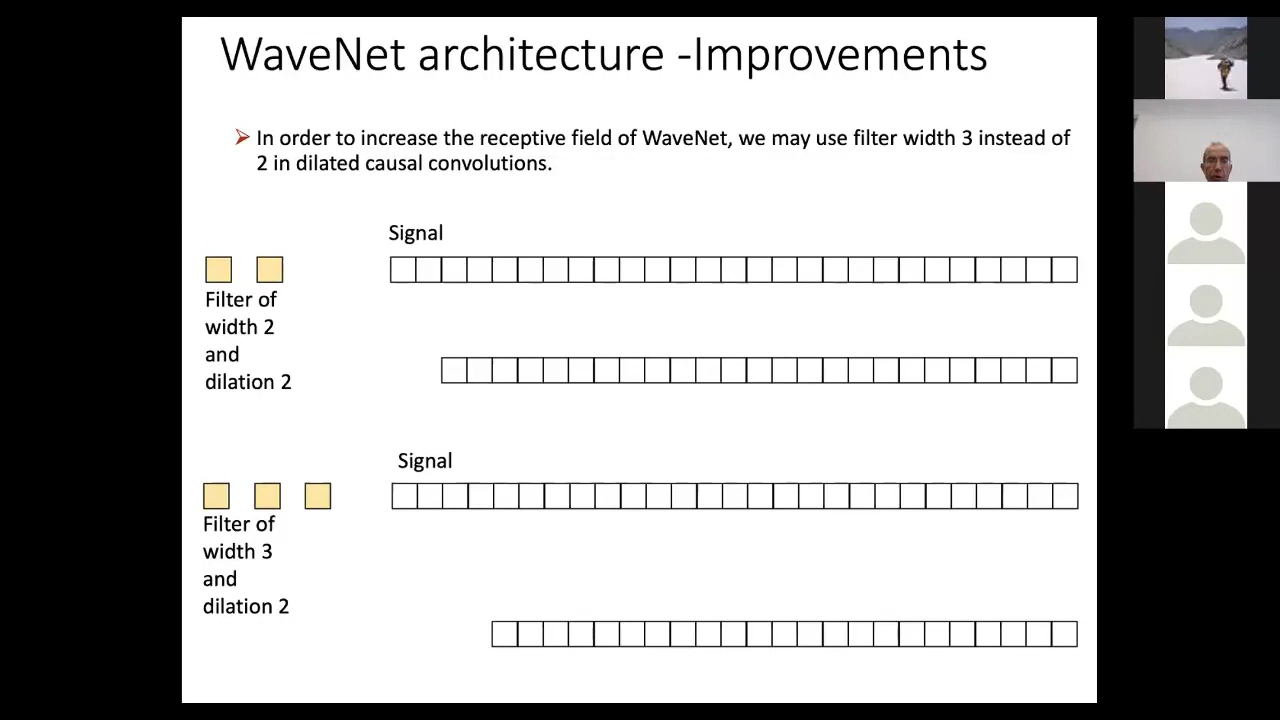 WaveNet architecture -Improvements
In order to increase the receptive field of WaveNet, we may use filter width 3 instead of
2 in dilated causal convolutions.
Signal
Filter of
width 2
and
dilation 2
Signal
Filter of
width 3
and
dilation 2